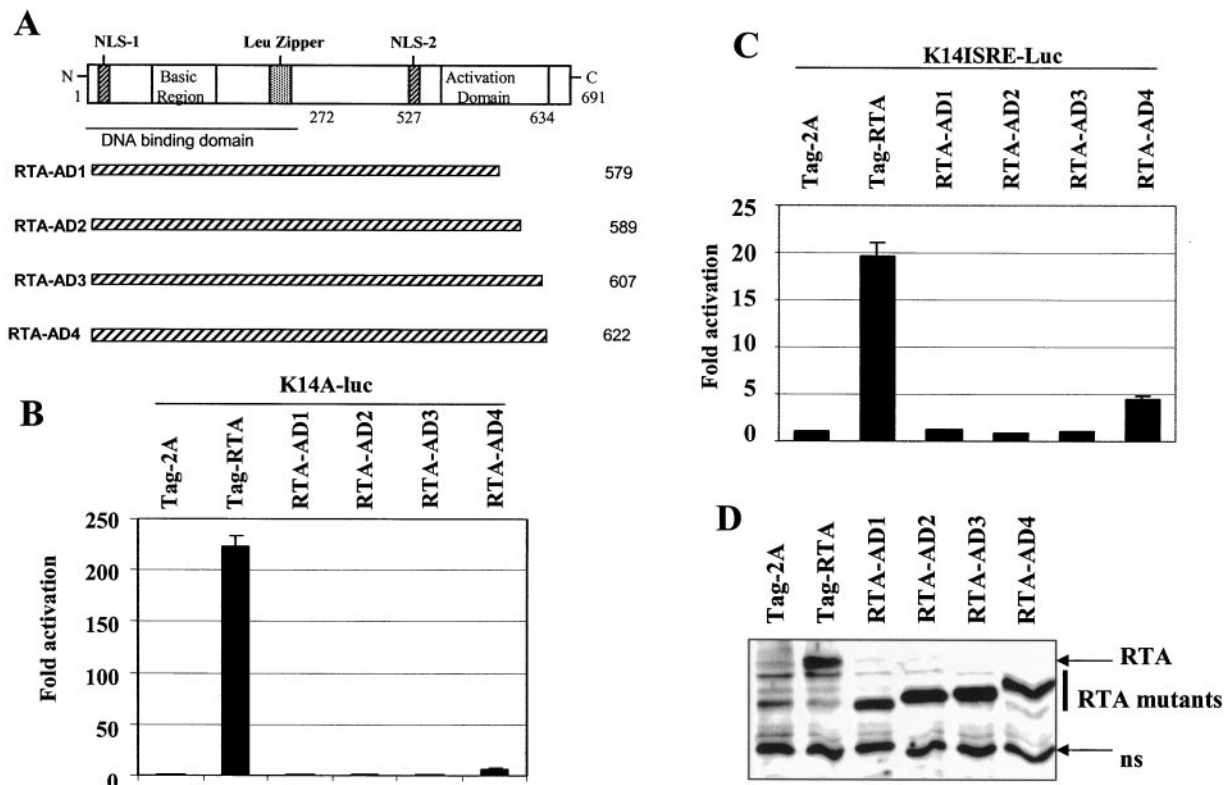 A
NLS-1 Leu Zipper NLS-2
N Basic Activation C
1 Region Domain 691
272 527 634
DNA binding domain
RTA-AD1 579
RTA-AD2 589
RTA-AD3 607
RTA-AD4 622
B
K14A-luc
Tag-2A
Tag-RTA
RTA-AD1
RTA-AD2
RTA-AD3
RTA-AD4
Fold activation
250
200
150
100
50
0
C
K14ISRE-Luc
Tag-2A
Tag-RTA
RTA-AD1
RTA-AD2
RTA-AD3
RTA-AD4
Fold activation
25
20
15
10
5
0
D
Tag-2A
Tag-RTA
RTA-AD1
RTA-AD2
RTA-AD3
RTA-AD4
RTA
RTA mutants
ns